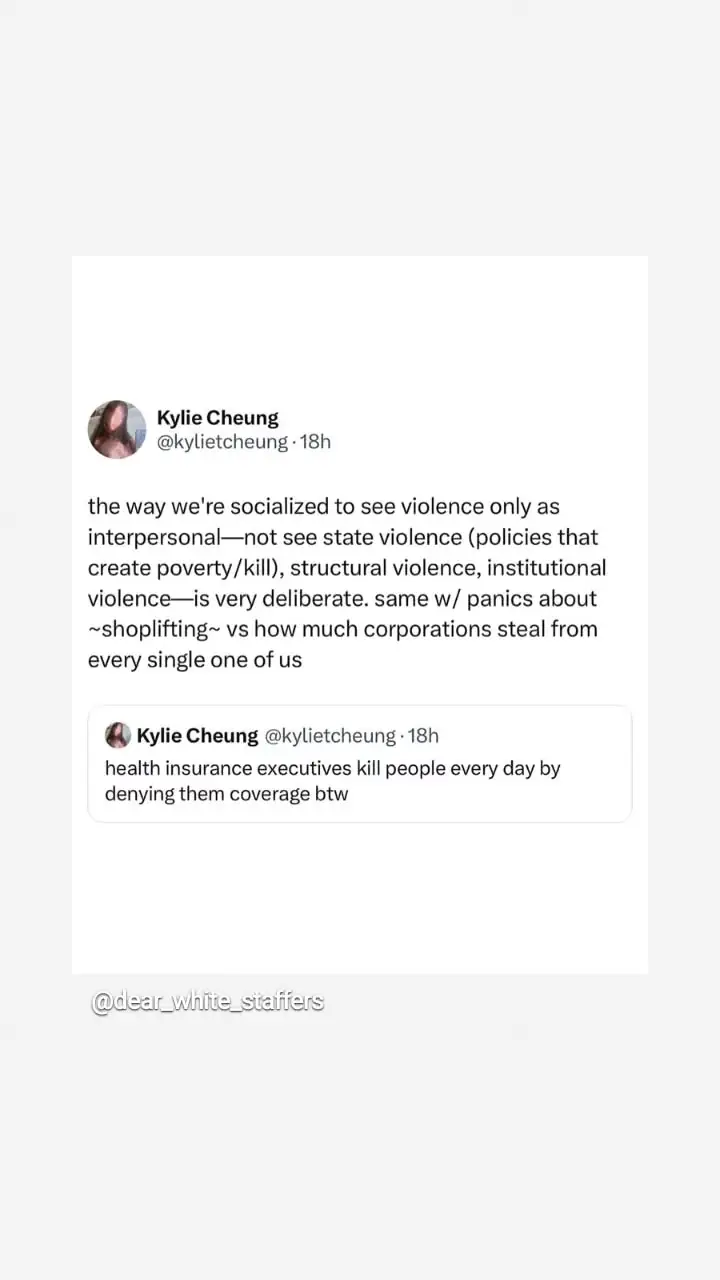 Kylie Cheung
@kylietcheung · 18h
the way we're socialized to see violence only as
interpersonal—not see state violence (policies that
create poverty/kill), structural violence, institutional
violence—is very deliberate. same w/ panics about
~shoplifting~ vs how much corporations steal from
every single one of us
Kylie Cheung @kylietcheung · 18h
health insurance executives kill people every day by
denying them coverage btw
@dear_white_staffers